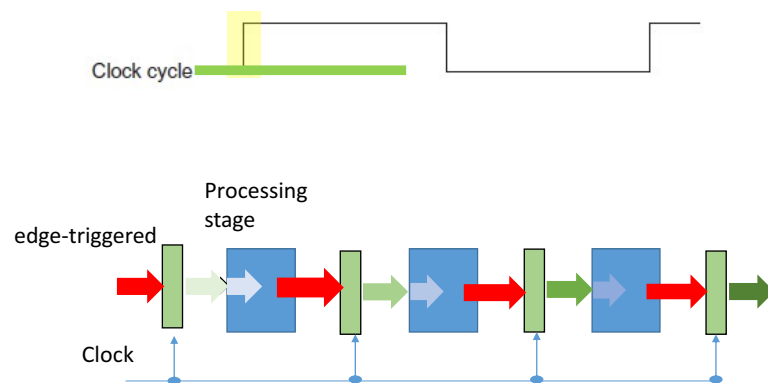 Clock cycle
Processing
stage
edge-triggered
Clock